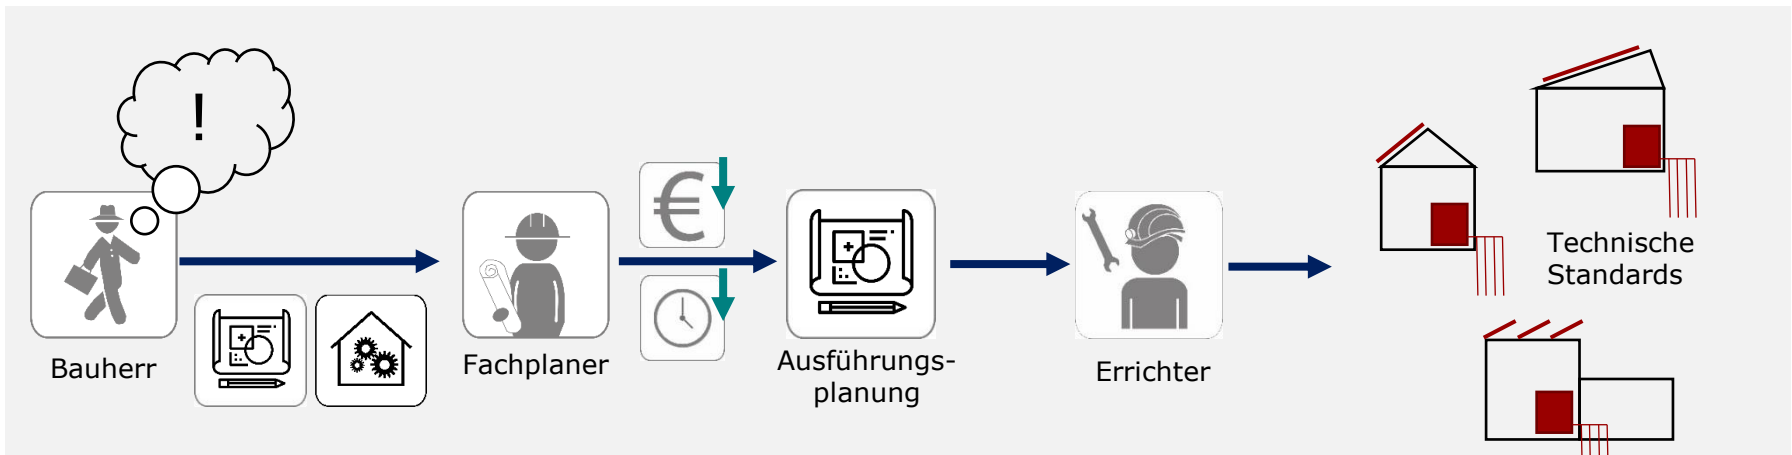 !
Bauherr
Fachplaner
€
Ausführungs-
planung
Errichter
Technische
Standards